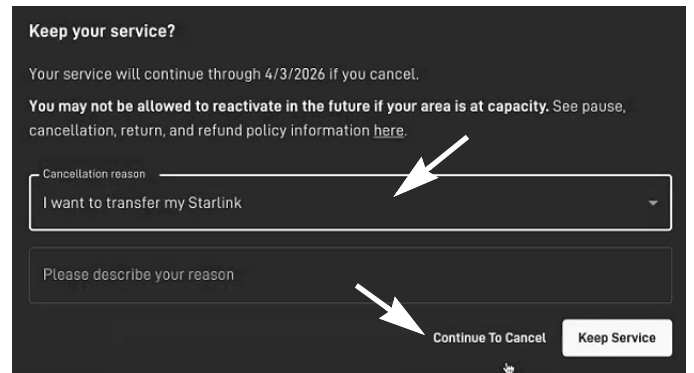 Keep your service?
Your service will continue through 4/3/2026 if you cancel.
You may not be allowed to reactivate in the future if your area is at capacity. See pause,
cancellation, return, and refund policy information here.
Cancellation reason
I want to transfer my Starlink
Please describe your reason
Continue To Cancel
Keep Service